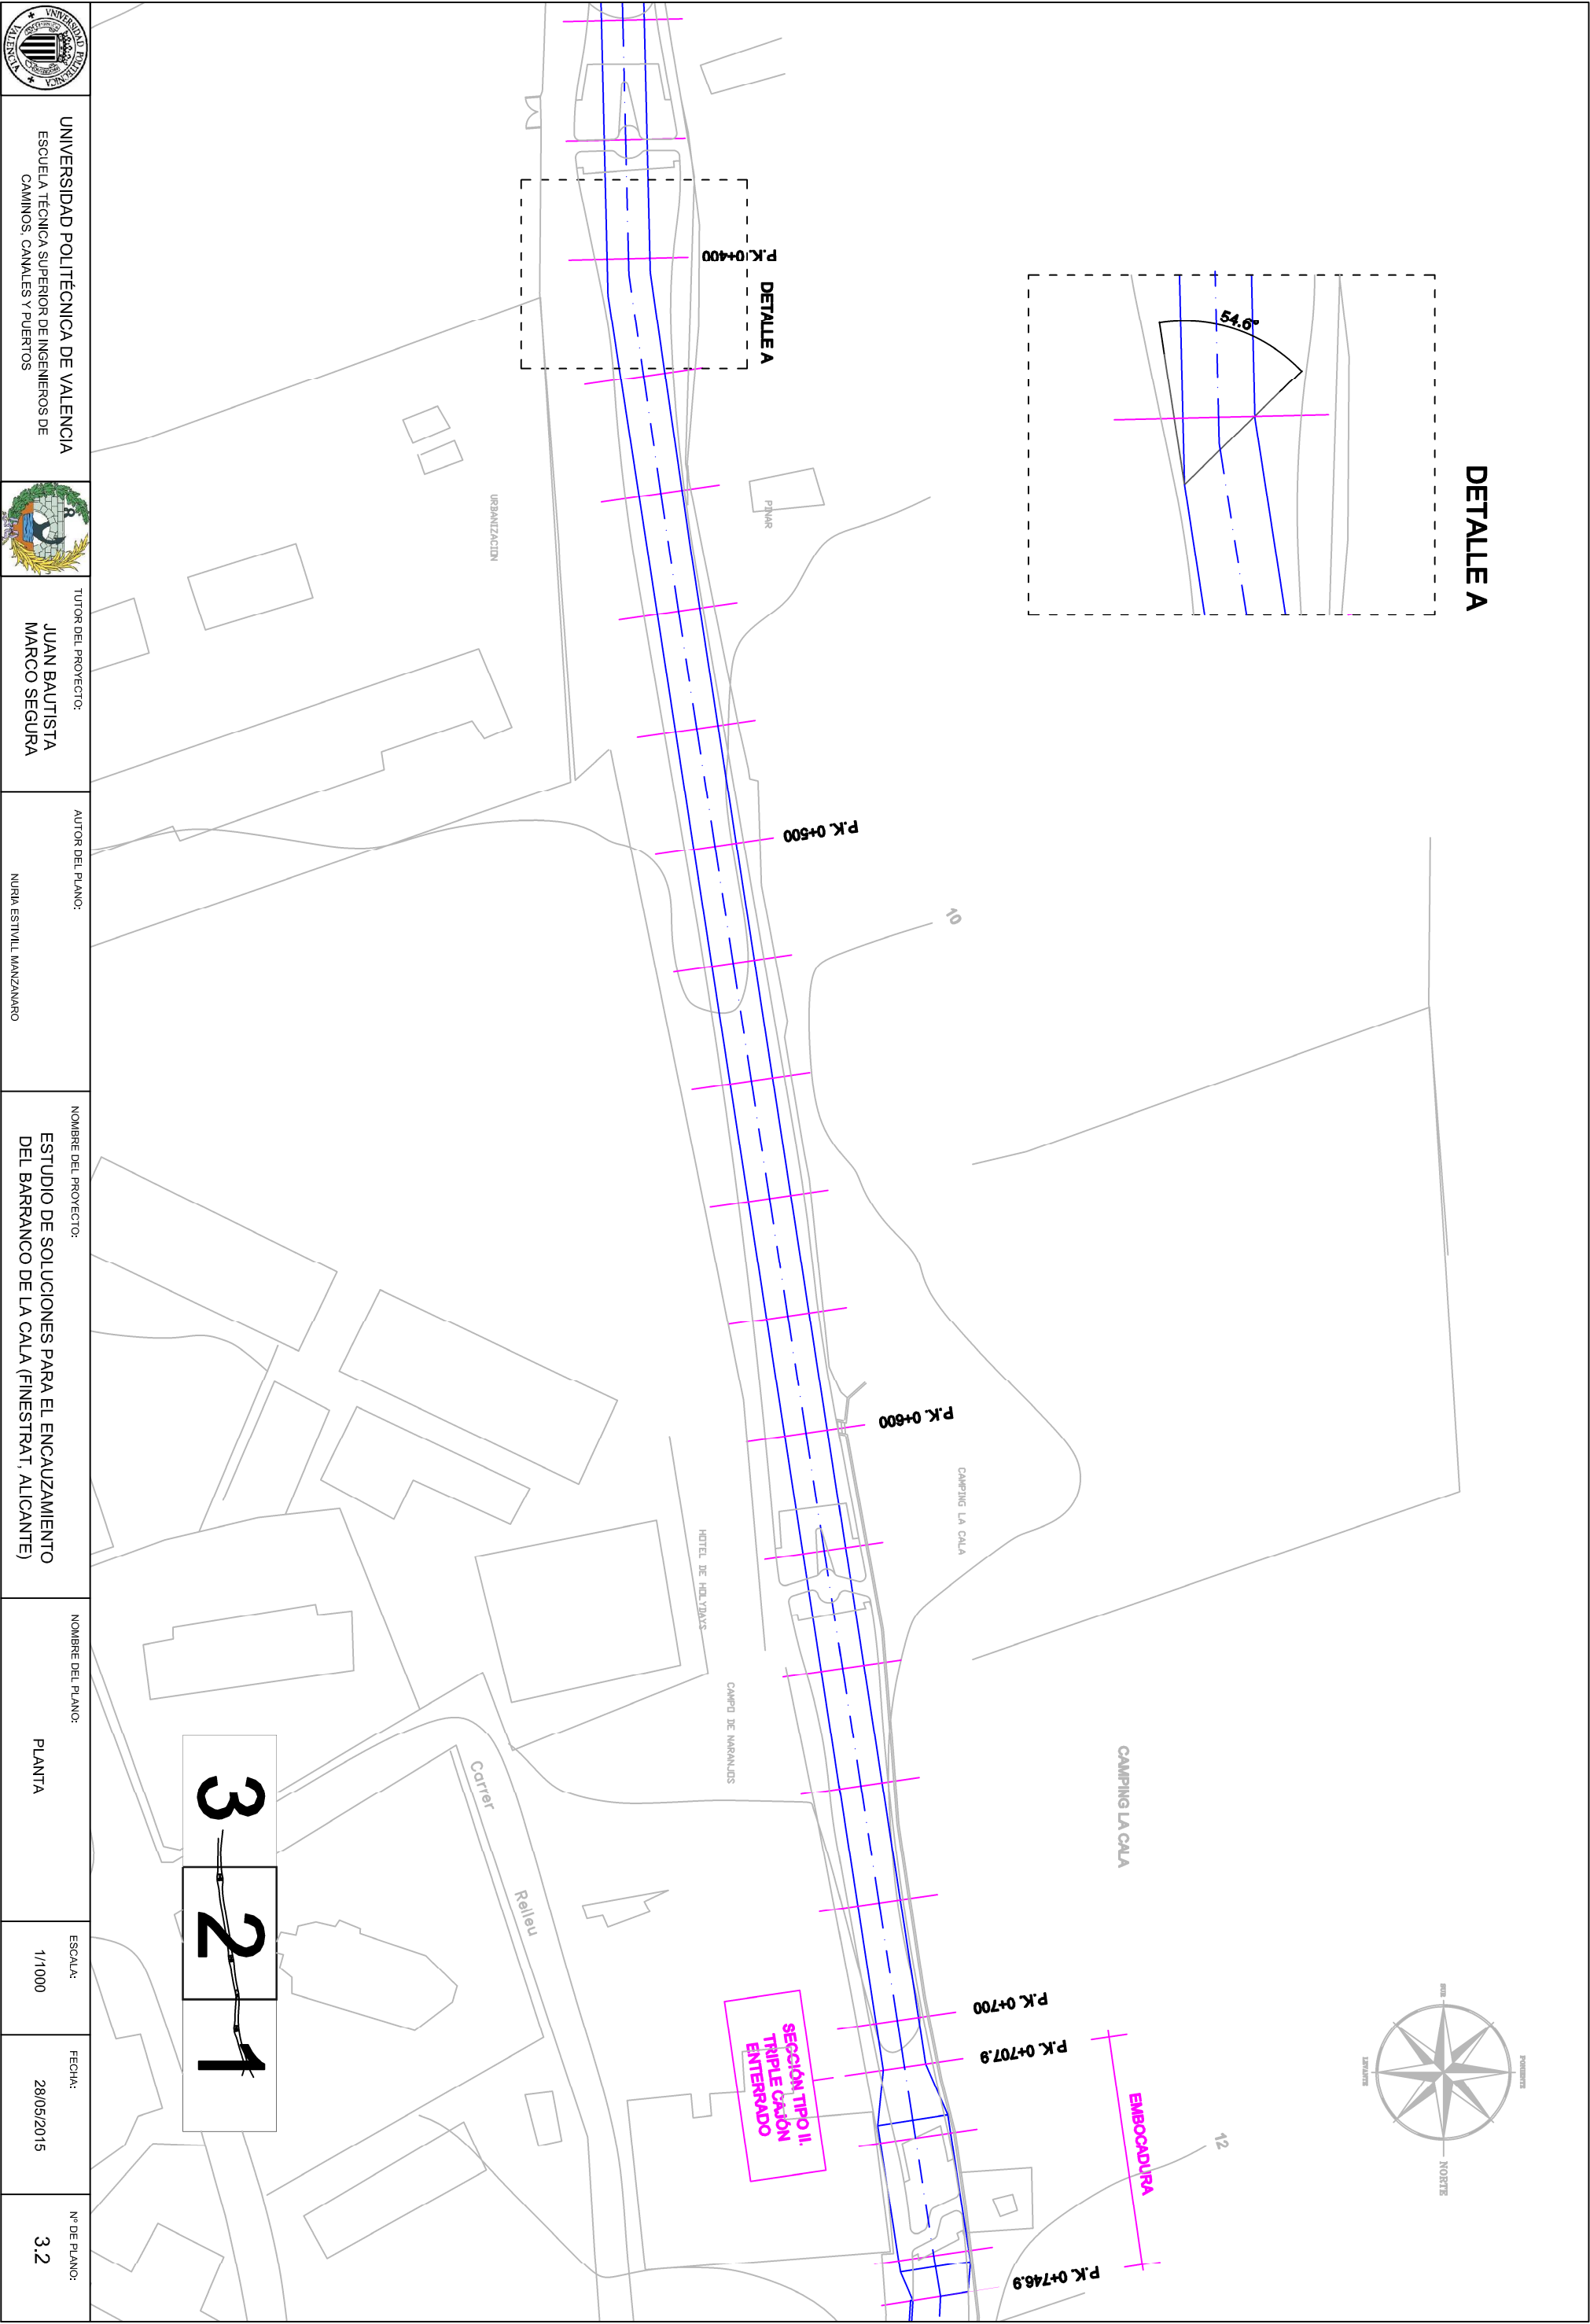 DETALLE A
54.6º
P.K. 0+400
DETALLE A
PINAR
URBANIZACION
P.K. 0+500
10
P.K. 0+600
CAMPING LA CALA
HOTEL DE HOLYDAYS
CAMPO DE NARANJOS
CAMPING LA CALA
Carrer
Relleu
P.K. 0+700
P.K. 0+707.9
SECCIÓN TIPO II.
TRIPLE CAJÓN
ENTERRADO
EMBOCADURA
12
P.K. 0+746.9
SUR
PONIENTE
LEVANTE
NORTE
3
2
1
UNIVERSIDAD POLITECNICA
VALENCIA
UNIVERSIDAD POLITÉCNICA DE VALENCIA
ESCUELA TÉCNICA SUPERIOR DE INGENIEROS DE
CAMINOS, CANALES Y PUERTOS
TUTOR DEL PROYECTO:
JUAN BAUTISTA
MARCO SEGURA
AUTOR DEL PLANO:
NURIA ESTIVILL MANZANARO
NOMBRE DEL PROYECTO:
ESTUDIO DE SOLUCIONES PARA EL ENCAUZAMIENTO
DEL BARRANCO DE LA CALA (FINESTRAT, ALICANTE)
NOMBRE DEL PLANO:
PLANTA
ESCALA:
1/1000
FECHA:
28/05/2015
Nº DE PLANO:
3.2